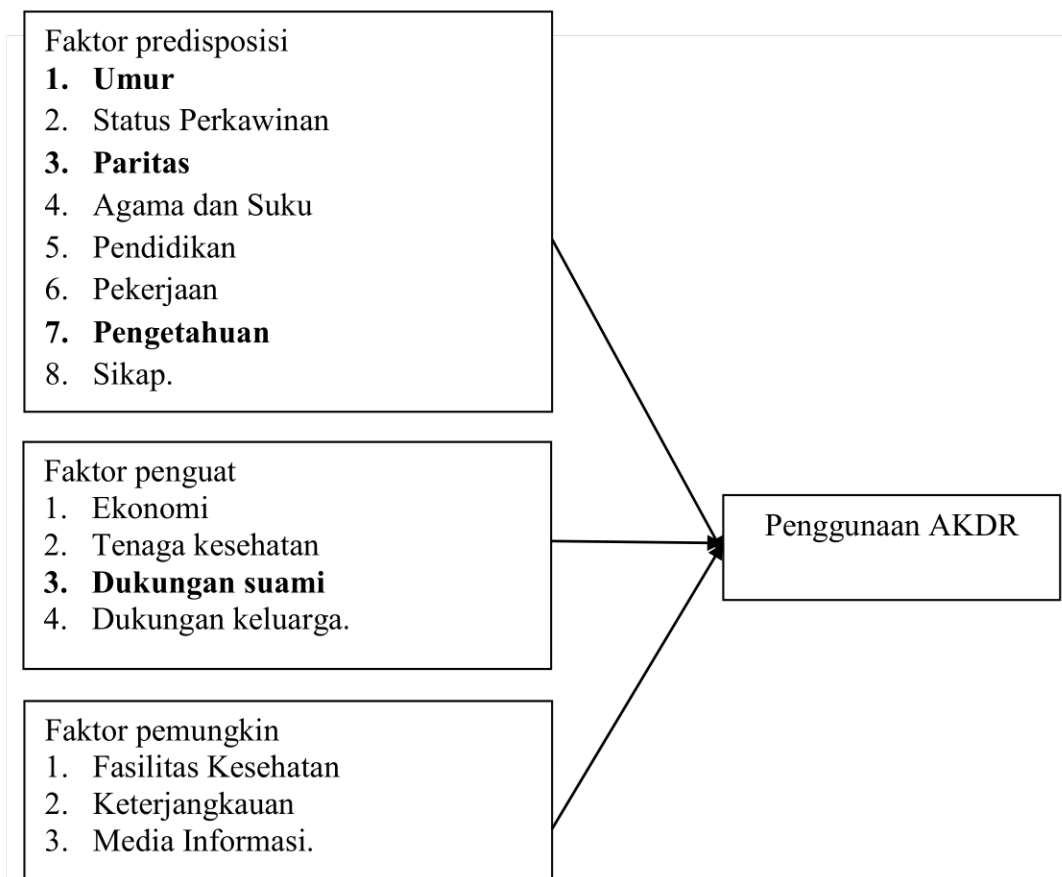 Faktor predisposisi
1. Umur
2. Status Perkawinan
3. Paritas
4. Agama dan Suku
5. Pendidikan
6. Pekerjaan
7. Pengetahuan
8. Sikap.
Faktor penguat
1. Ekonomi
2. Tenaga kesehatan
3. Dukungan suami
4. Dukungan keluarga.
Penggunaan AKDR
Faktor pemungkin
1. Fasilitas Kesehatan
2. Keterjangkauan
3. Media Informasi.